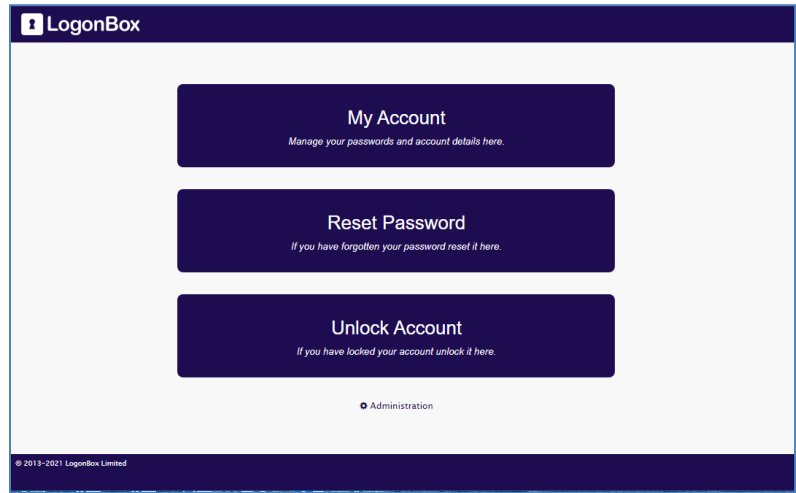 LogonBox
My Account
Manage your passwords and account details here.
Reset Password
If you have forgotten your password reset it here.
Unlock Account
If you have locked your account unlock it here.
Administration
© 2013-2021 LogonBox Limited